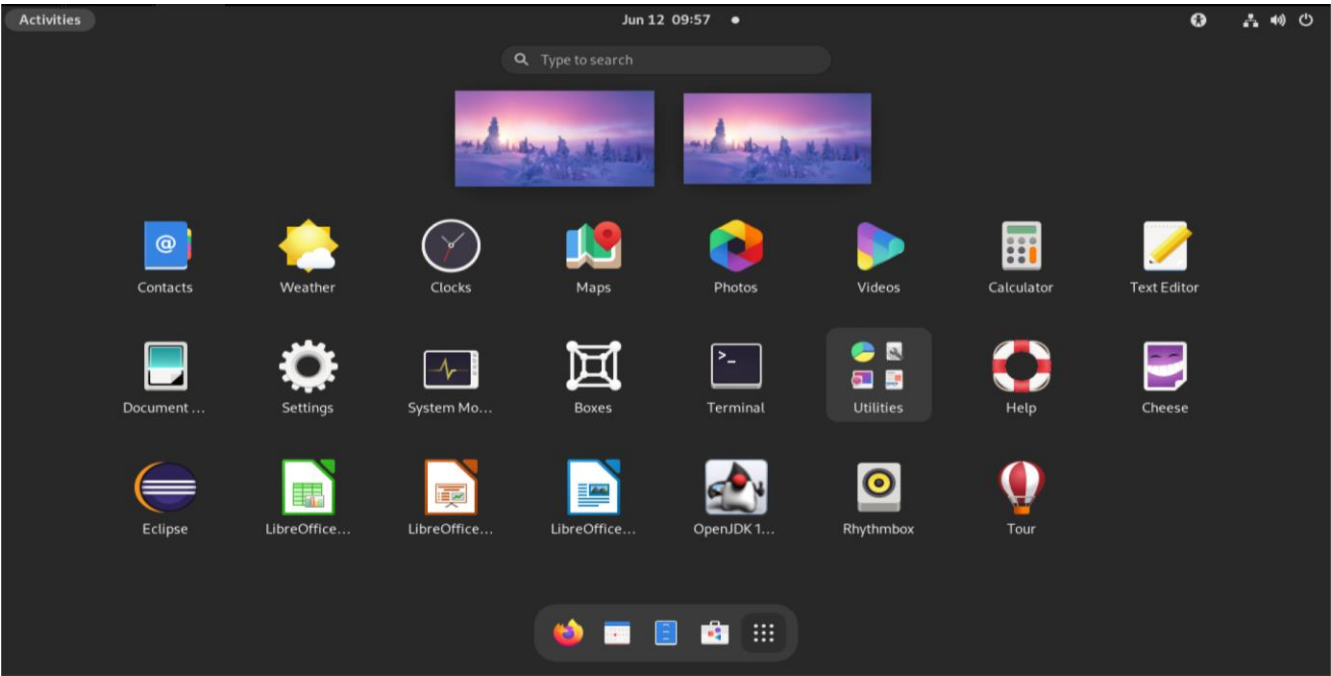 Activities
Jun 12 09:57
Type to search
Contacts
Weather
Clocks
Maps
Photos
Videos
Calculator
Text Editor
Document ...
Settings
System Mo...
Boxes
Terminal
Utilities
Help
Cheese
Eclipse
LibreOffice...
LibreOffice...
LibreOffice...
OpenJDK 1...
Rhythmbox
Tour